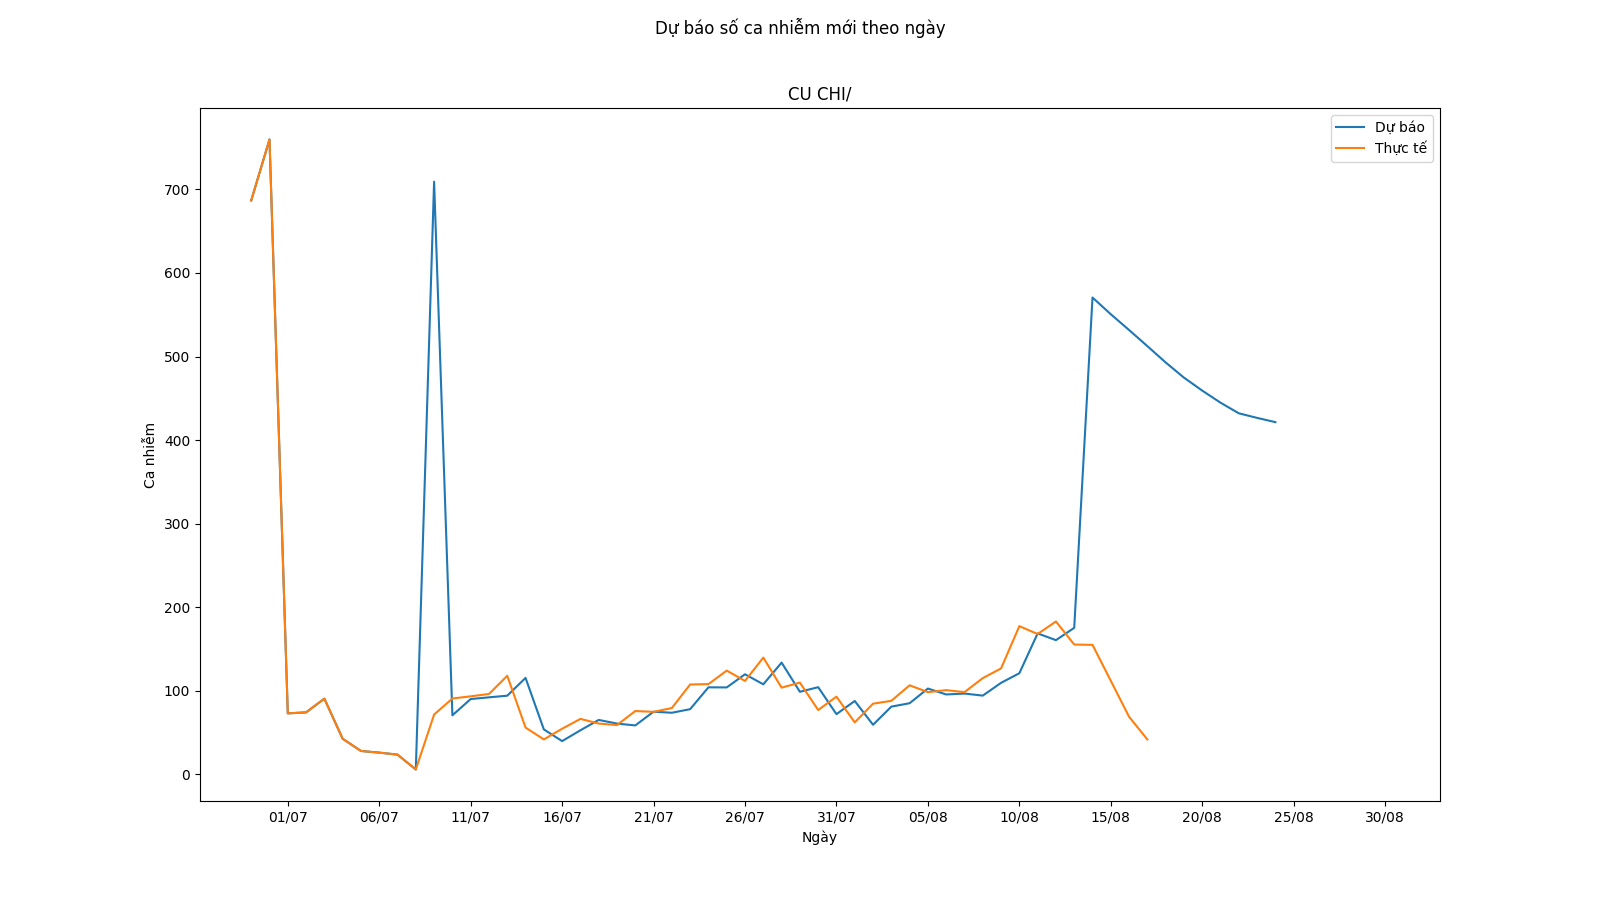 Dự báo số ca nhiễm mới theo ngày
CU CHI/
Dự báo
Thực tế
700
600
500
400
300
200
100
0
Ca nhiễm
01/07 06/07 11/07 16/07 21/07 26/07 31/07 05/08 10/08 15/08 20/08 25/08 30/08
Ngày